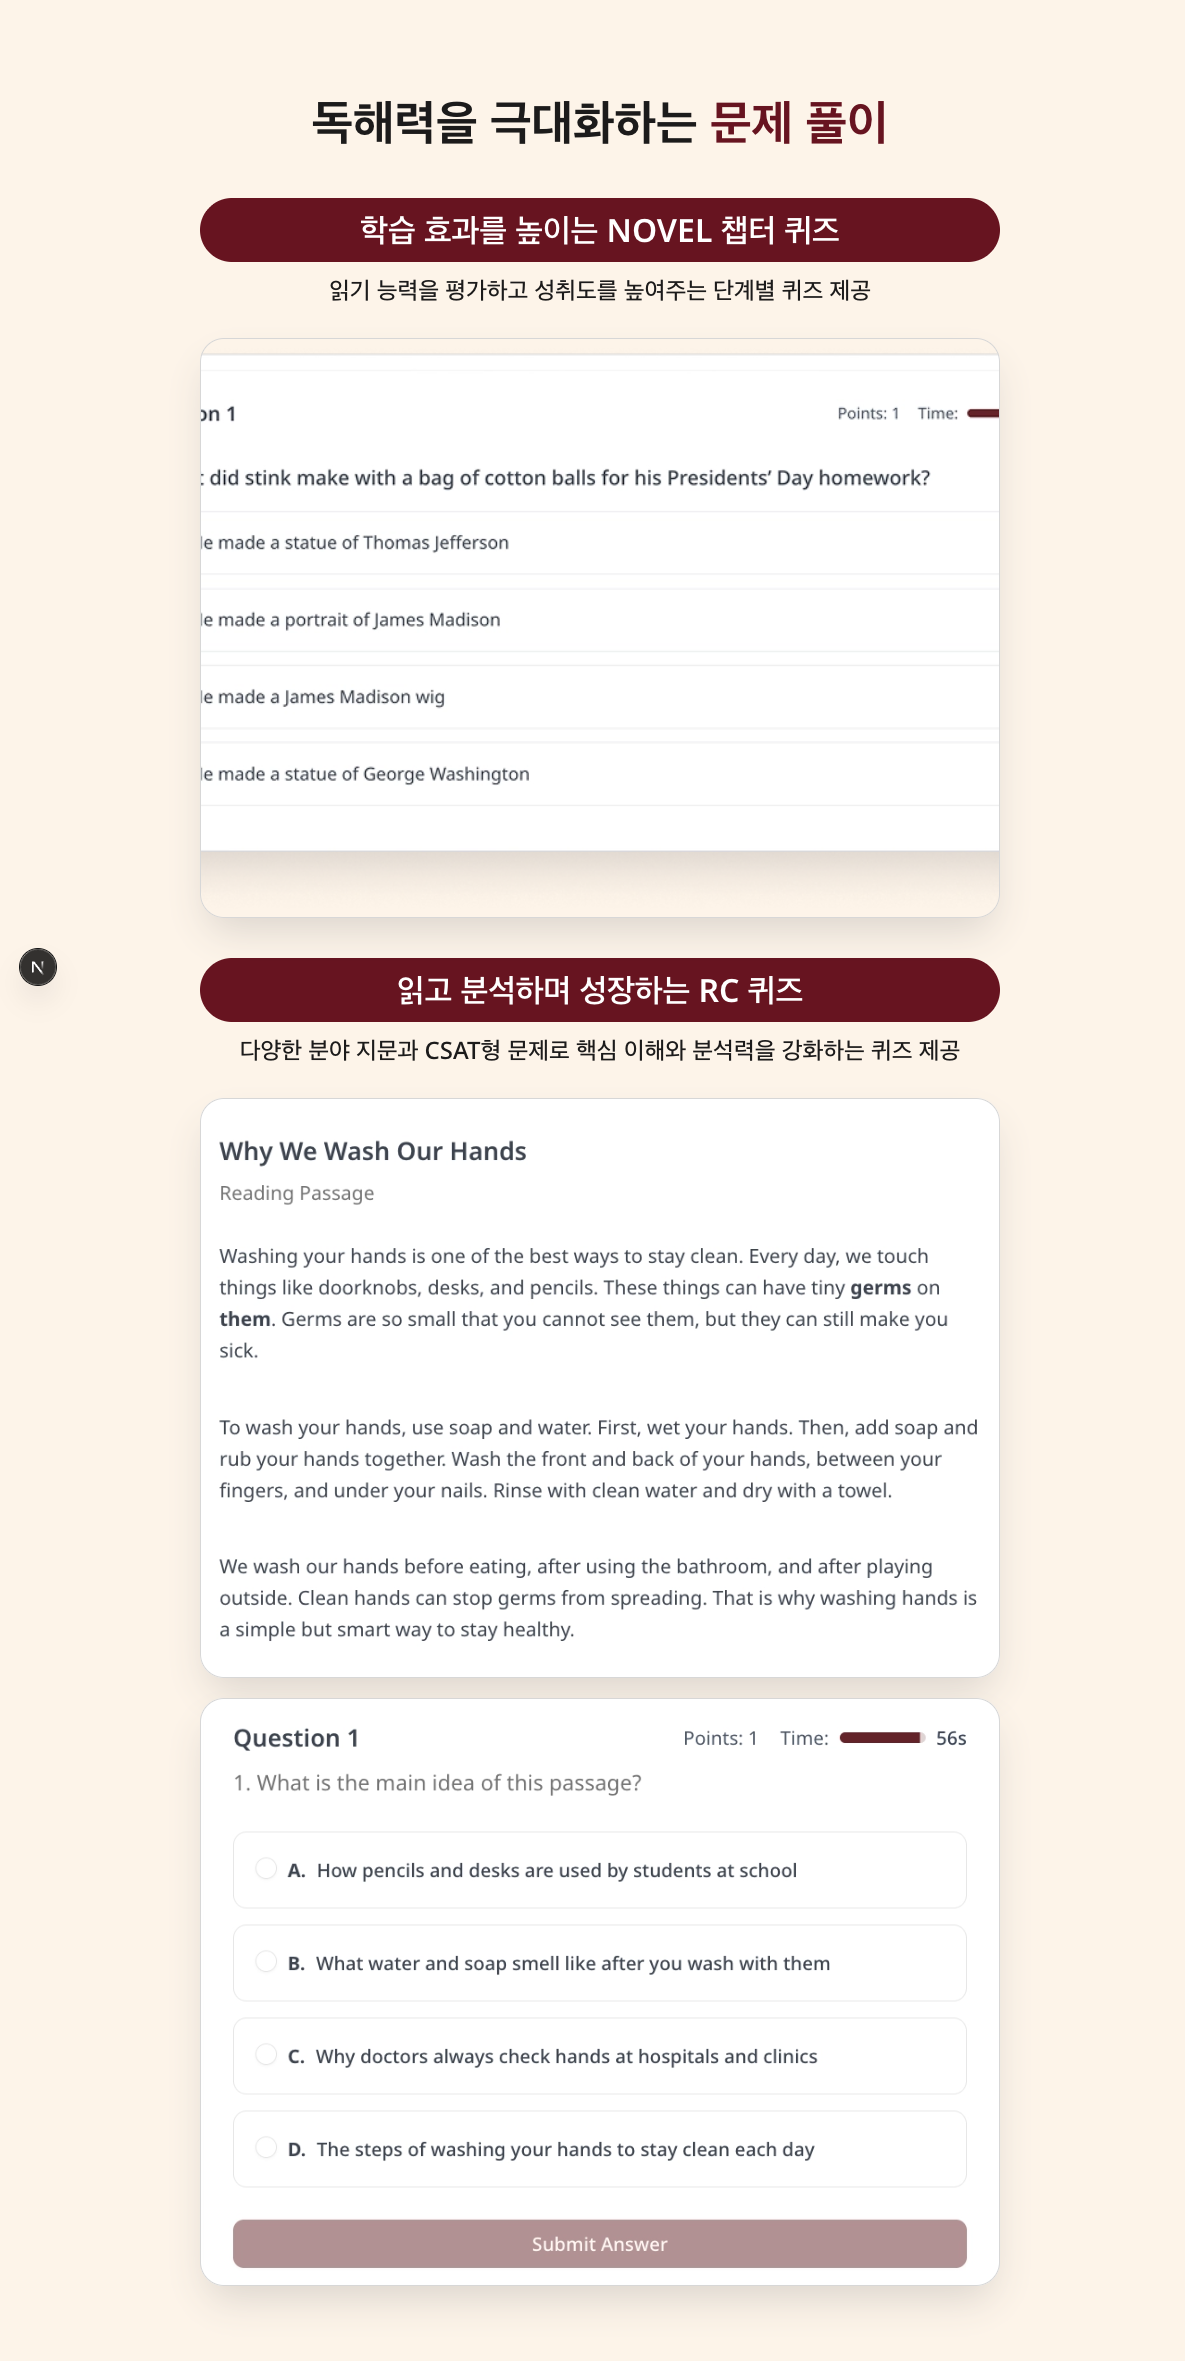 독해력을 극대화하는 문제 풀이
학습 효과를 높이는 NOVEL 챕터 퀴즈
읽기 능력을 평가하고 성취도를 높여주는 단계별 퀴즈 제공
on 1
Points: 1 Time:
did stink make with a bag of cotton balls for his Presidents’ Day homework?
made a statue of Thomas Jefferson
made a portrait of James Madison
made a James Madison wig
made a statue of George Washington
N
읽고 분석하며 성장하는 RC 퀴즈
다양한 분야 지문과 CSAT형 문제로 핵심 이해와 분석력을 강화하는 퀴즈 제공
Why We Wash Our Hands
Reading Passage
Washing your hands is one of the best ways to stay clean. Every day, we touch
things like doorknobs, desks, and pencils. These things can have tiny germs on
them. Germs are so small that you cannot see them, but they can still make you
sick.
To wash your hands, use soap and water. First, wet your hands. Then, add soap and
rub your hands together. Wash the front and back of your hands, between your
fingers, and under your nails. Rinse with clean water and dry with a towel.
We wash our hands before eating, after using the bathroom, and after playing
outside. Clean hands can stop germs from spreading. That is why washing hands is
a simple but smart way to stay healthy.
Question 1
Points: 1 Time: 56s
1. What is the main idea of this passage?
A. How pencils and desks are used by students at school
B. What water and soap smell like after you wash with them
C. Why doctors always check hands at hospitals and clinics
D. The steps of washing your hands to stay clean each day
Submit Answer